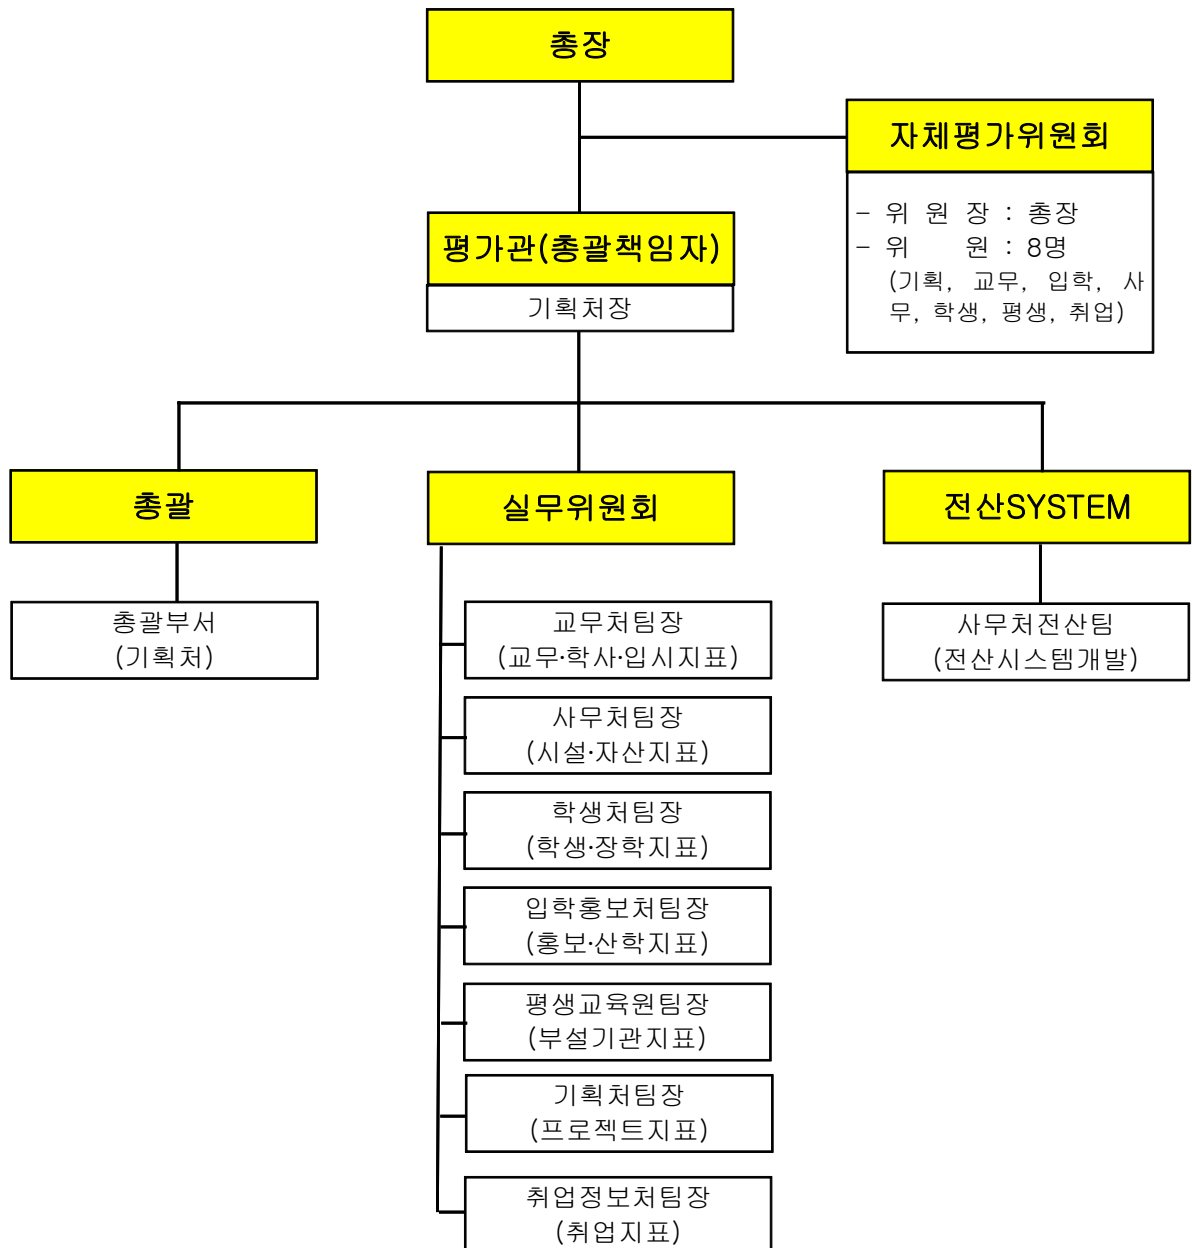 총장
자체평가위원회
- 위 원 장 : 총장
- 위 원 : 8명
(기획, 교무, 입학, 사
무, 학생, 평생, 취업)
평가관(총괄책임자)
기획처장
총괄
실무위원회
전산SYSTEM
총괄부서
(기획처)
교무처팀장
(교무·학사·입시지표)
사무처전산팀
(전산시스템개발)
사무처팀장
(시설·자산지표)
학생처팀장
(학생·장학지표)
입학홍보처팀장
(홍보·산학지표)
평생교육원팀장
(부설기관지표)
기획처팀장
(프로젝트지표)
취업정보처팀장
(취업지표)